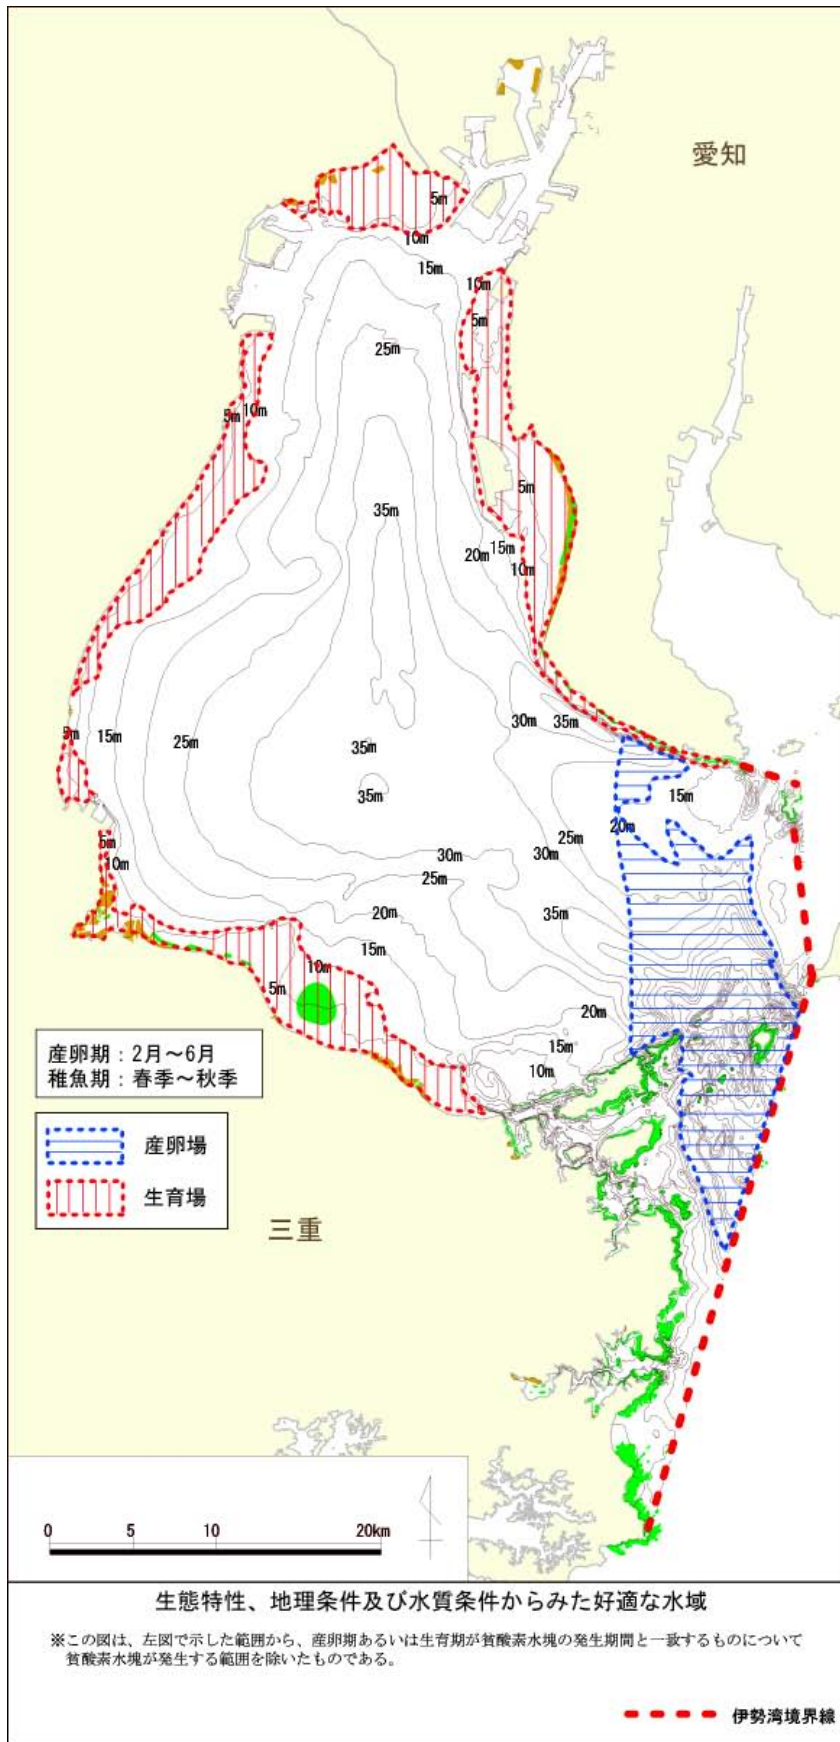 愛知
5m
10m
15m
10m
5m
25m
5m
10m
5m
35m
20m
15m
10m
30m
35m
5m
15m
25m
35m
35m
15m
20m
25m
30m
30m
25m
5m
10m
35m
20m
15m
10m
5m
20m
15m
10m
産卵期：2月～6月
稚魚期：春季～秋季
産卵場
生育場
三重
0 5 10 20km
生態特性、地理条件及び水質条件からみた好適な水域
※この図は、左図で示した範囲から、産卵期あるいは生育期が貧酸素水塊の発生期間と一致するものについて
貧酸素水塊が発生する範囲を除いたものである。
伊勢湾境界線